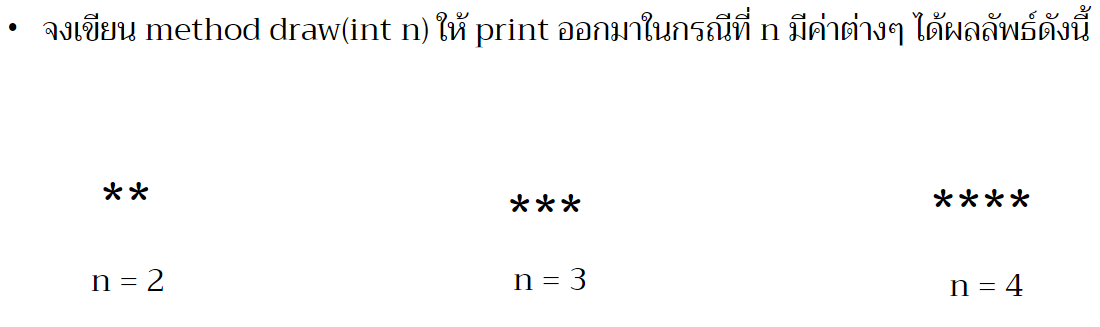 • จงเขียน method draw(int n) ให้ print ออกมาในกรณีที่ n มีค่าต่างๆ ได้ผลลัพธ์ดังนี้
** *** ****
n = 2 n = 3 n = 4